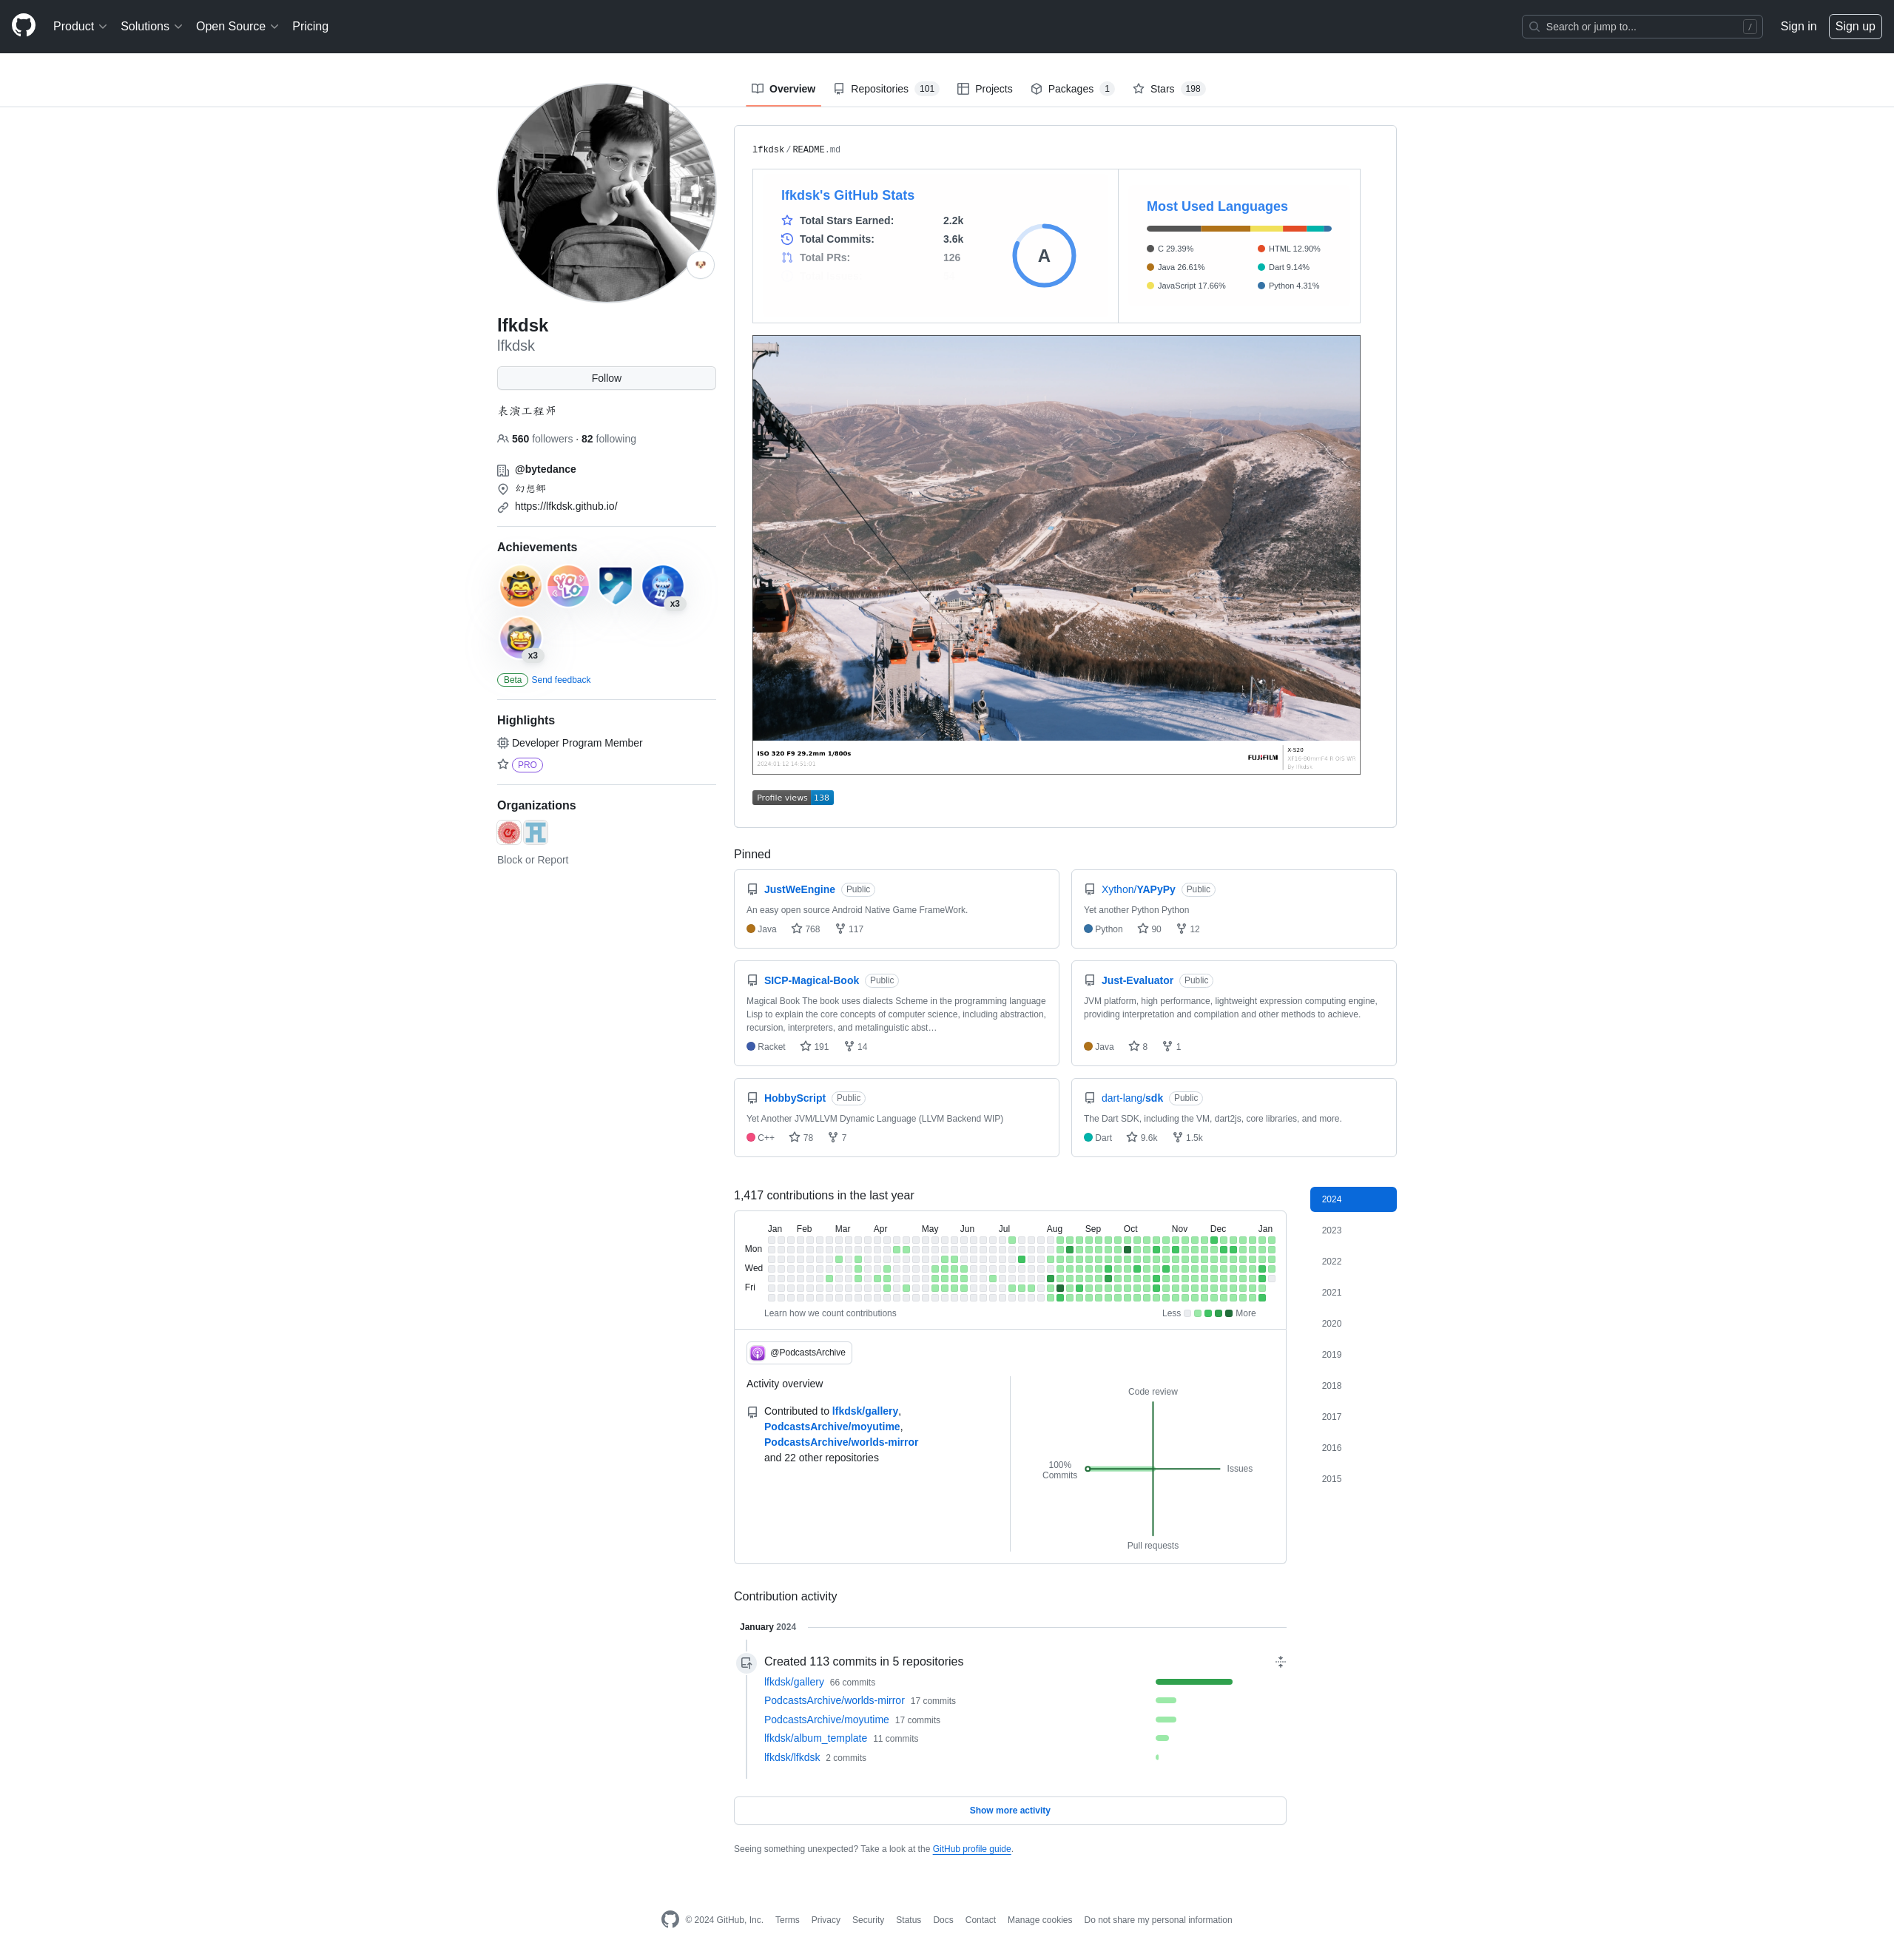 Product Solutions Open Source Pricing Search or jump to... / Sign in Sign up
Overview Repositories 101 Projects Packages 1 Stars 198
lfkdsk
lfkdsk
Follow
表演工程师
560 followers · 82 following
@bytedance
幻想郷
https://lfkdsk.github.io/
Achievements
YOLO
x3
x3
Beta Send feedback
Highlights
Developer Program Member
PRO
Organizations
Block or Report
lfkdsk / README.md
lfkdsk's GitHub Stats
Total Stars Earned: 2.2k
Total Commits: 3.6k
Total PRs: 126
A
Most Used Languages
C 29.39% HTML 12.90%
Java 26.61% Dart 9.14%
JavaScript 17.66% Python 4.31%
ISO 320 F9 29.2mm 1/800s
FUJIFILM
X-S20
By lfkdsk
Profile views 138
Pinned
JustWeEngine Public
An easy open source Android Native Game FrameWork.
Java 768 117
Xython/YAPyPy Public
Yet another Python Python
Python 90 12
SICP-Magical-Book Public
Magical Book The book uses dialects Scheme in the programming language
Lisp to explain the core concepts of computer science, including abstraction,
recursion, interpreters, and metalinguistic abst…
Racket 191 14
Just-Evaluator Public
JVM platform, high performance, lightweight expression computing engine,
providing interpretation and compilation and other methods to achieve.
Java 8 1
HobbyScript Public
Yet Another JVM/LLVM Dynamic Language (LLVM Backend WIP)
C++ 78 7
dart-lang/sdk Public
The Dart SDK, including the VM, dart2js, core libraries, and more.
Dart 9.6k 1.5k
1,417 contributions in the last year
Jan Feb Mar Apr May Jun Jul Aug Sep Oct Nov Dec Jan
Mon
Wed
Fri
Learn how we count contributions Less More
@PodcastsArchive
Activity overview
Contributed to lfkdsk/gallery,
PodcastsArchive/moyutime,
PodcastsArchive/worlds-mirror
and 22 other repositories
Code review
100%
Commits
Issues
Pull requests
2024
2023
2022
2021
2020
2019
2018
2017
2016
2015
Contribution activity
January 2024
Created 113 commits in 5 repositories
lfkdsk/gallery 66 commits
PodcastsArchive/worlds-mirror 17 commits
PodcastsArchive/moyutime 17 commits
lfkdsk/album_template 11 commits
lfkdsk/lfkdsk 2 commits
Show more activity
Seeing something unexpected? Take a look at the GitHub profile guide.
© 2024 GitHub, Inc. Terms Privacy Security Status Docs Contact Manage cookies Do not share my personal information